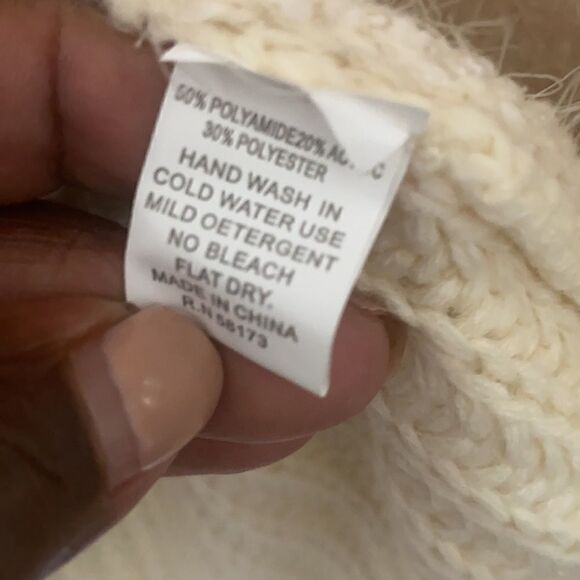 50% POLYAMIDE20%
30% POLYESTER
HAND WASH IN
COLD WATER USE
MILD OETERGENT
NO BLEACH
FLAT DRY.
MADE IN CHINA
R.N 58173